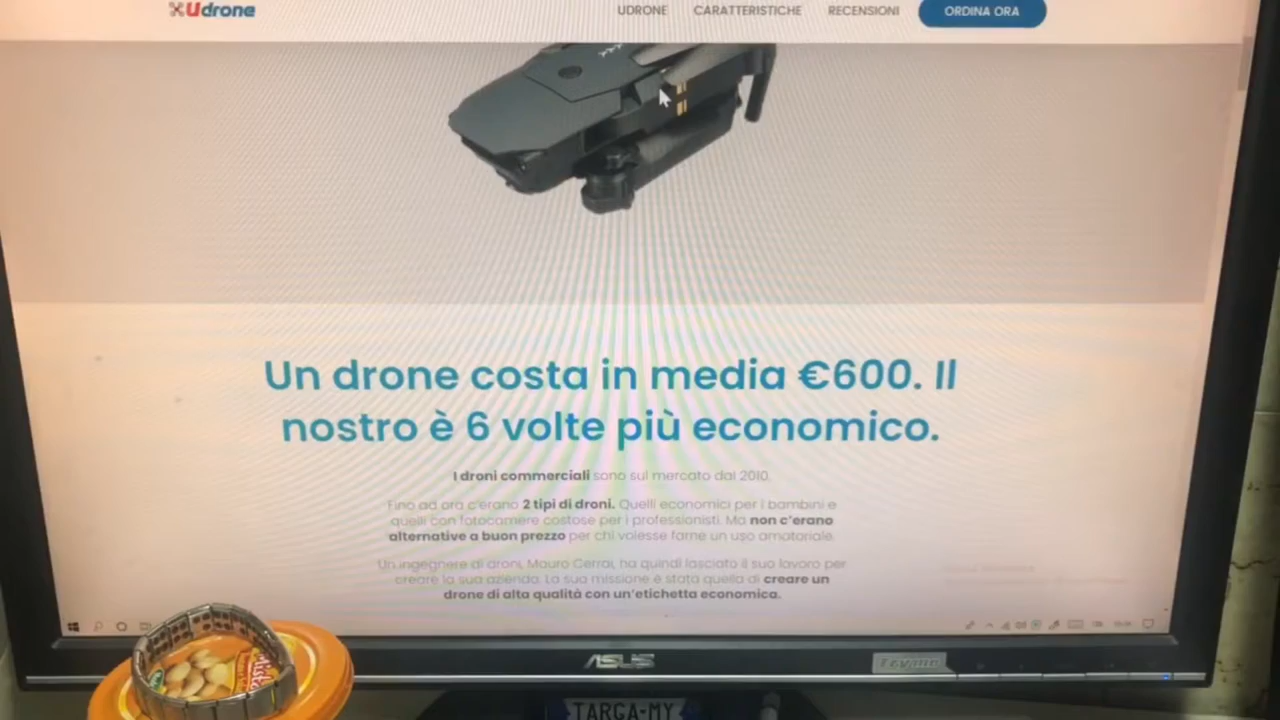 Udrone
UDRONE CARATTERISTICHE RECENSIONI ORDINA ORA
Un drone costa in media €600. Il
nostro è 6 volte più economico.
I droni commerciali sono sul mercato dal 2010.
Fino ad ora c'erano 2 tipi di droni. Quelli economici per i bambini e
quelli con fotocamere costose per i professionisti. Ma non c'erano
alternative a buon prezzo per chi volesse farne un uso amatoriale.
Un ingegnere di droni, Mauro Cerrai, ha quindi lasciato il suo lavoro per
creare la sua azienda. La sua missione è stata quella di creare un
drone di alta qualità con un'etichetta economica.
ASUS
TARGA-MY